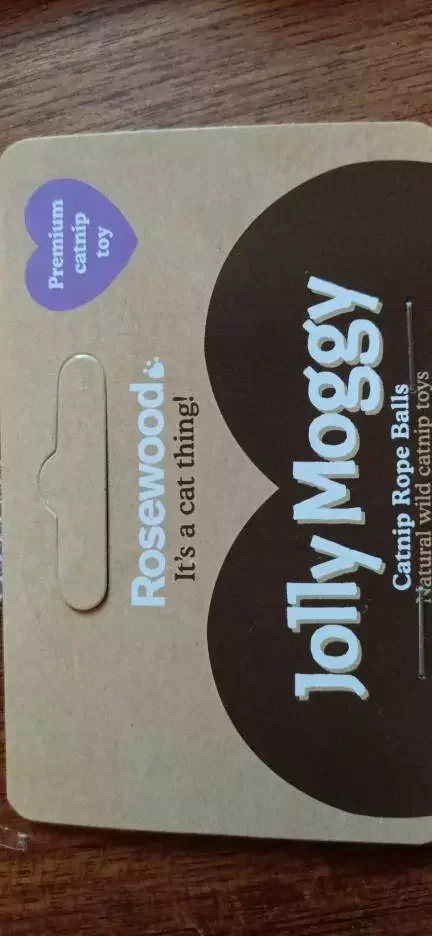 Premium
catnip
toy
Rosewood
It's a cat thing!
Jolly Moggy
Catnip Rope Balls
Natural wild catnip toys